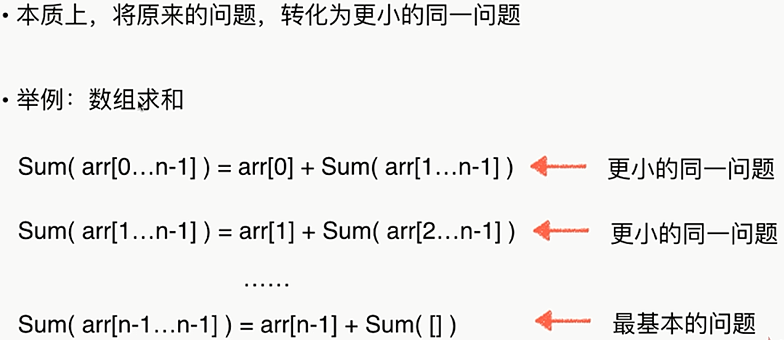 • 本质上，将原来的问题，转化为更小的同一问题
• 举例：数组求和
Sum( arr[0…n-1] ) = arr[0] + Sum( arr[1…n-1] ) 更小的同一问题
Sum( arr[1…n-1] ) = arr[1] + Sum( arr[2…n-1] ) 更小的同一问题
……
Sum( arr[n-1…n-1] ) = arr[n-1] + Sum( [] ) 最基本的问题